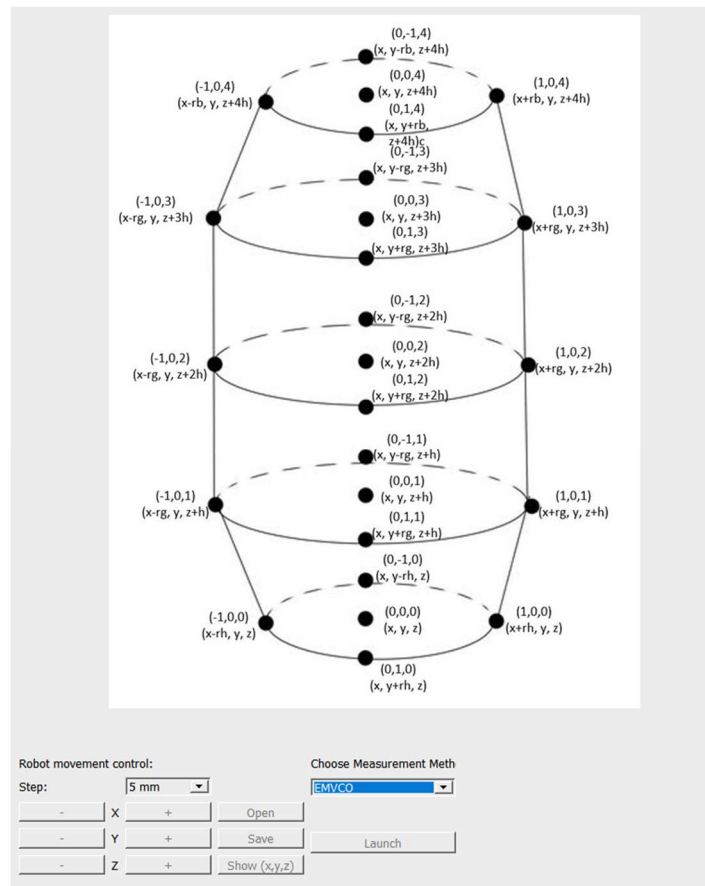 (0,-1,4)
(x, y-rb, z+4h)
(-1,0,4)
(x-rb, y, z+4h)
(0,0,4)
(x, y, z+4h)
(1,0,4)
(x+rb, y, z+4h)
(0,1,4)
(x, y+rb,
z+4h)c
(0,-1,3)
(x, y-rg, z+3h)
(-1,0,3)
(x-rg, y, z+3h)
(0,0,3)
(x, y, z+3h)
(1,0,3)
(x+rg, y, z+3h)
(0,1,3)
(x, y+rg, z+3h)
(0,-1,2)
(x, y-rg, z+2h)
(-1,0,2)
(x-rg, y, z+2h)
(0,0,2)
(x, y, z+2h)
(1,0,2)
(x+rg, y, z+2h)
(0,1,2)
(x, y+rg, z+2h)
(0,-1,1)
(x, y-rg, z+h)
(-1,0,1)
(x-rg, y, z+h)
(0,0,1)
(x, y, z+h)
(1,0,1)
(x+rg, y, z+h)
(0,1,1)
(x, y+rg, z+h)
(0,-1,0)
(x, y-rh, z)
(-1,0,0)
(x-rh, y, z)
(0,0,0)
(x, y, z)
(1,0,0)
(x+rh, y, z)
(0,1,0)
(x, y+rh, z)
Robot movement control:
Choose Measurement Meth
Step: 5 mm
EMVCO
- X + Open
- Y + Save
Launch
- Z + Show (x,y,z)